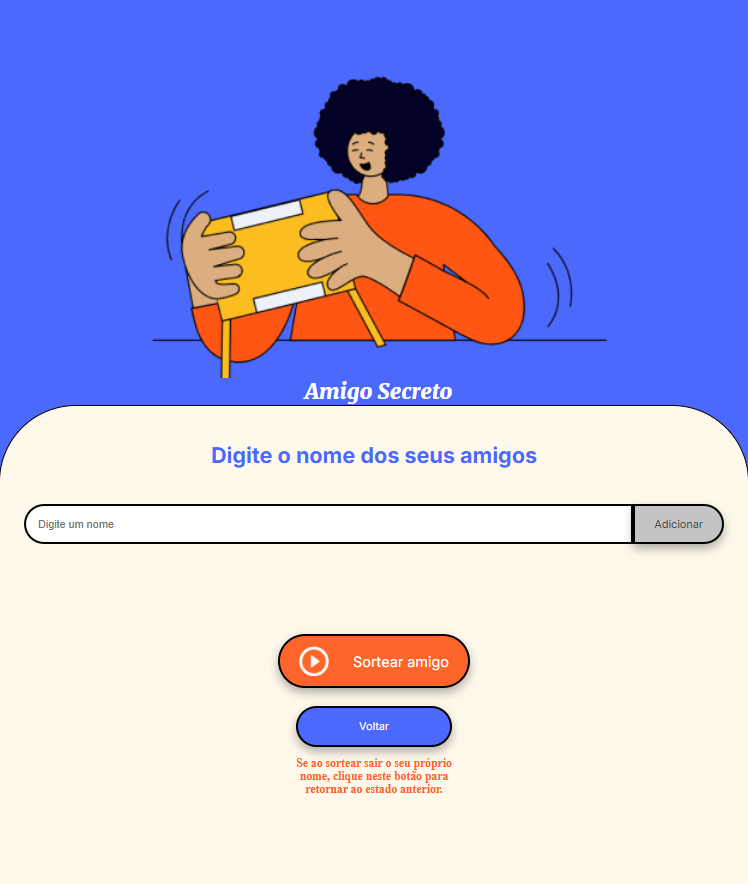 Amigo Secreto
Digite o nome dos seus amigos
Digite um nome
Adicionar
Sortear amigo
Voltar
Se ao sortear sair o seu próprio
nome, clique neste botão para
retornar ao estado anterior.